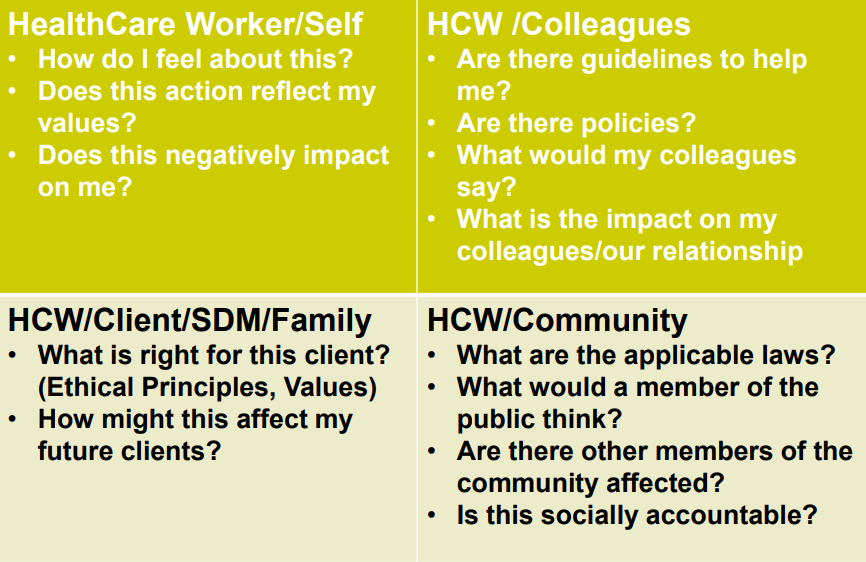 HealthCare Worker/Self
• How do I feel about this?
• Does this action reflect my
values?
• Does this negatively impact
on me?
HCW /Colleagues
• Are there guidelines to help
me?
• Are there policies?
• What would my colleagues
say?
• What is the impact on my
colleagues/our relationship
HCW/Client/SDM/Family
• What is right for this client?
(Ethical Principles, Values)
• How might this affect my
future clients?
HCW/Community
• What are the applicable laws?
• What would a member of the
public think?
• Are there other members of the
community affected?
• Is this socially accountable?